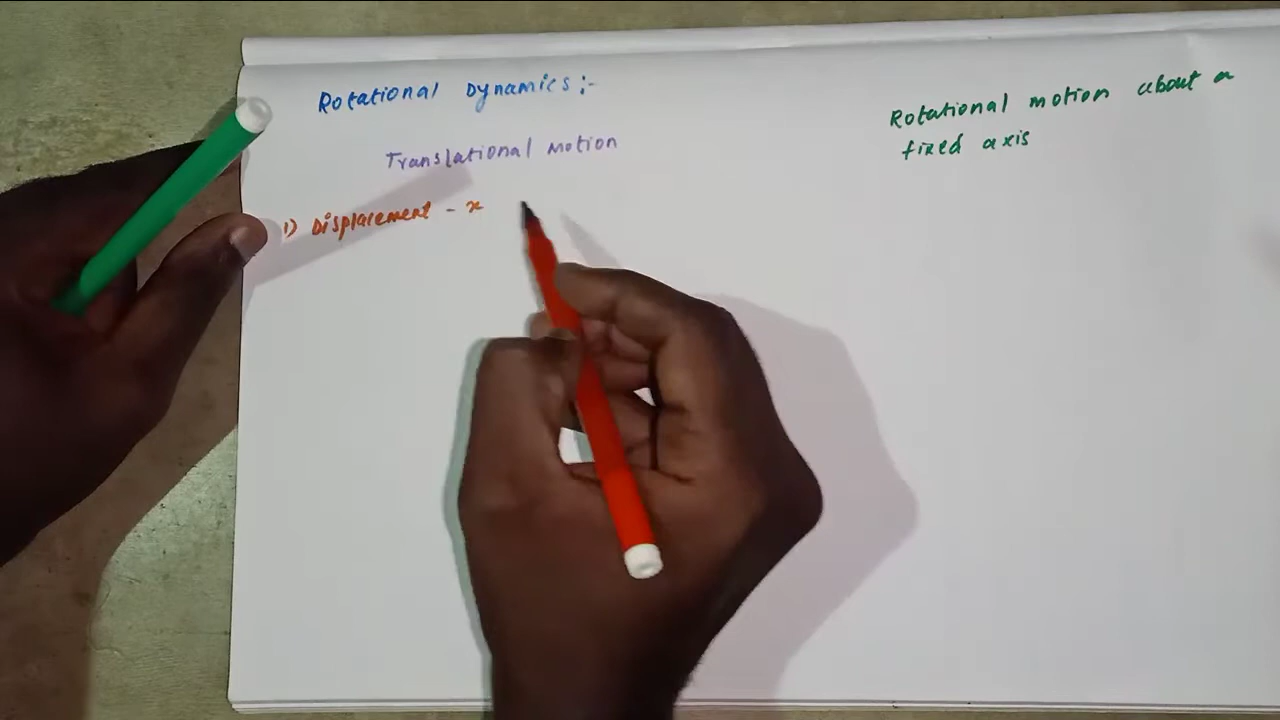 Rotational Dynamics :-
Translational motion
Rotational motion about a
fixed axis
1) Displacement - x